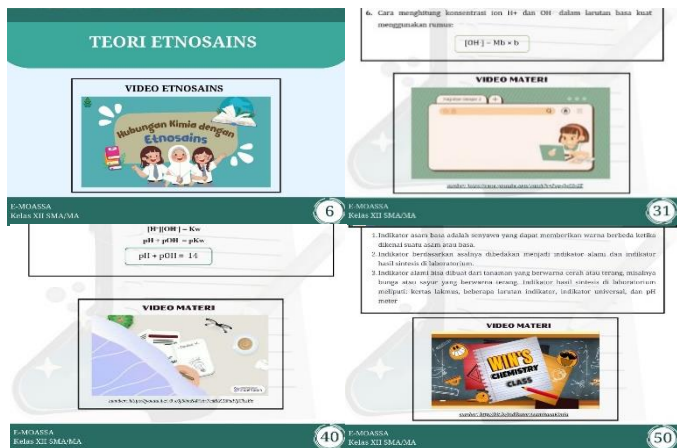 TEORI ETNOSAINS
VIDEO ETNOSAINS
Hubungan Kimia dengan
Etnosains
E-MOASSA
Kelas XII SMA/MA
6
6. Cara menghitung konsentrasi ion H+ dan OH- dalam larutan basa kuat
menggunakan rumus:
[OH-] = Mb × b
VIDEO MATERI
sumber:
E-MOASSA
Kelas XII SMA/MA
31
[H+][OH-] = Kw
pH + pOH = pKw
pH + pOH = 14
VIDEO MATERI
sumber:
E-MOASSA
Kelas XII SMA/MA
40
1. Indikator asam basa adalah senyawa yang dapat memberikan warna berbeda ketika
dikenai suatu asam atau basa.
2. Indikator berdasarkan asalnya dibedakan menjadi indikator alam dan indikator
hasil sintesis di laboratorium.
3. Indikator alami bisa dibuat dari tanaman yang berwarna cerah atau terang, misalnya
bunga atau sayur yang berwarna terang. Indikator hasil sintesis di laboratorium
meliputi: kertas lakmus, beberapa larutan indikator, indikator universal, dan pH
meter
VIDEO MATERI
WIN'S
CHEMISTRY
CLASS
sumber:
E-MOASSA
Kelas XII SMA/MA
50